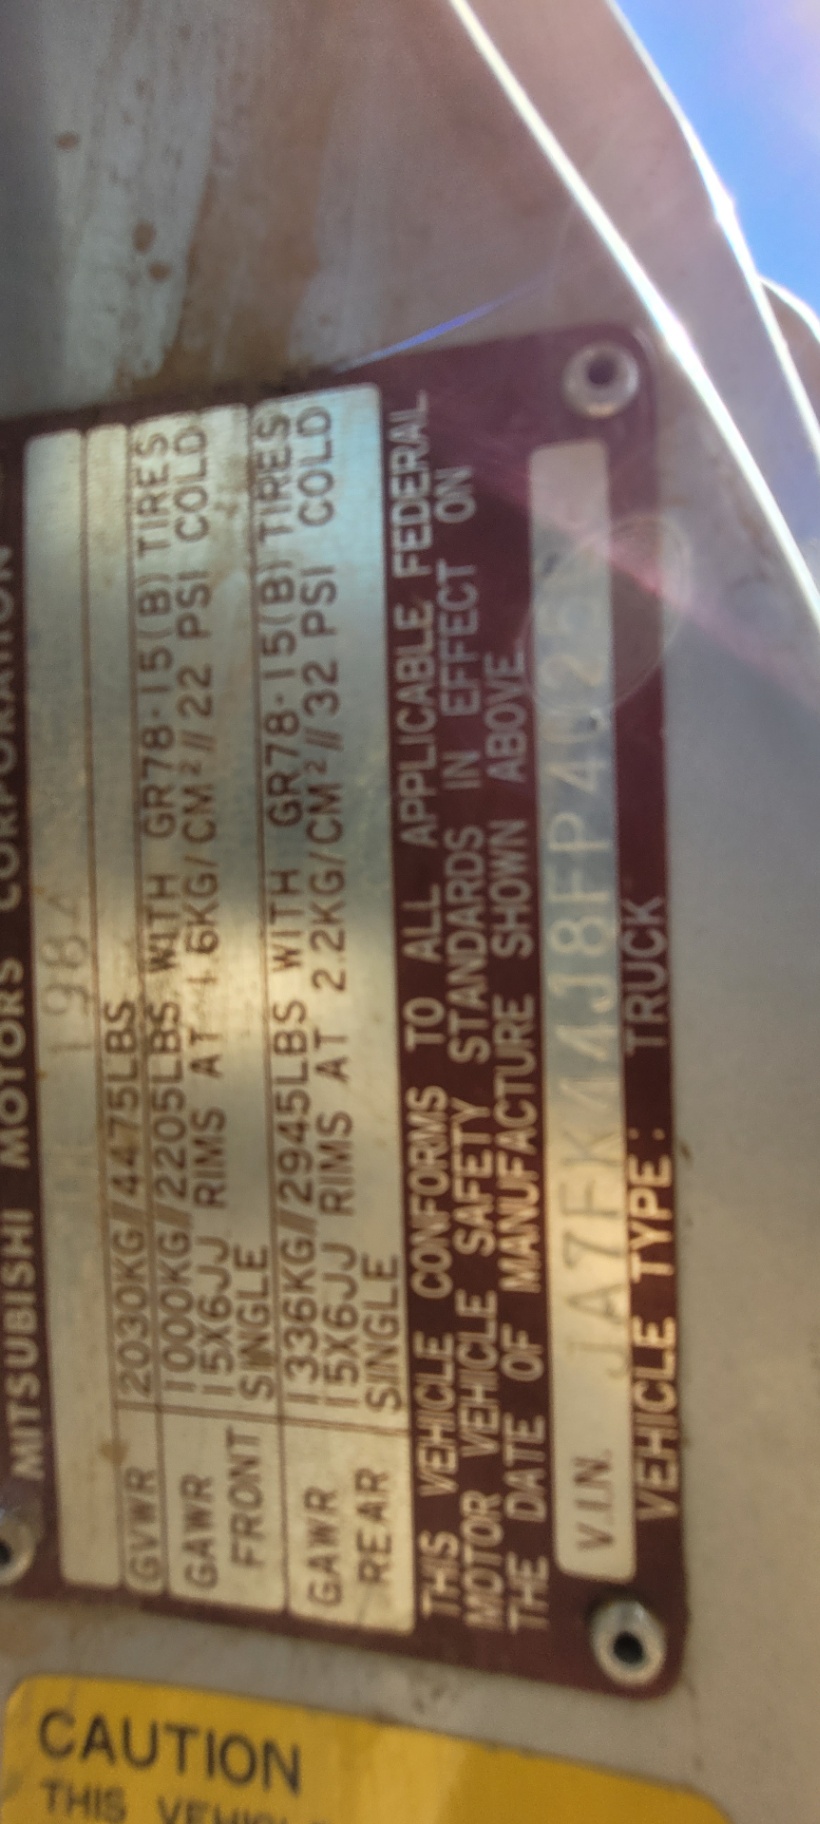 MITSUBISHI MOTORS CORPORATION
1984
GVWR 2030KG//4475LBS
GAWR 1000KG//2205LBS WITH GR78-15(B) TIRES
FRONT 15X6JJ RIMS AT 1.6KG/CM²//22 PSI COLD
SINGLE
GAWR 1336KG//2945LBS WITH GR78-15(B) TIRES
REAR 15X6JJ RIMS AT 2.2KG/CM²//32 PSI COLD
SINGLE
THIS VEHICLE CONFORMS TO ALL APPLICABLE FEDERAL
MOTOR VEHICLE SAFETY STANDARDS IN EFFECT ON
THE DATE OF MANUFACTURE SHOWN ABOVE
V.I.N.
VEHICLE TYPE: TRUCK
CAUTION
THIS